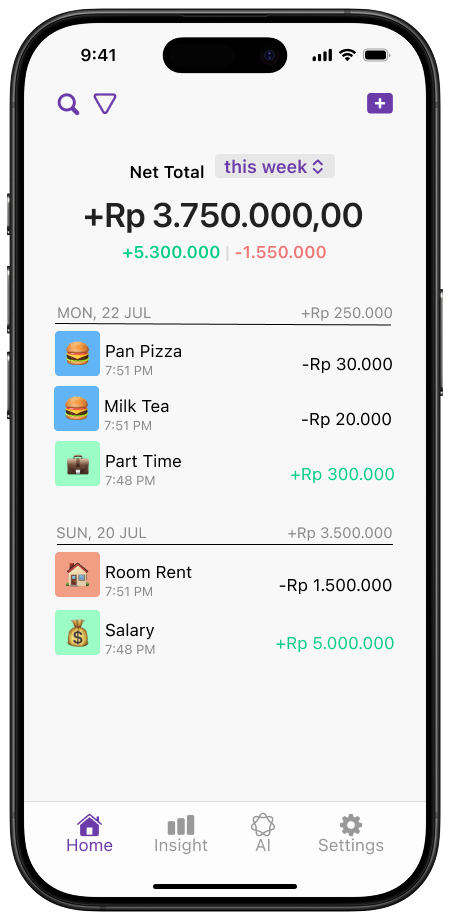 9:41
Net Total this week
+Rp 3.750.000,00
+5.300.000 | -1.550.000
MON, 22 JUL +Rp 250.000
Pan Pizza
7:51 PM
-Rp 30.000
Milk Tea
7:51 PM
-Rp 20.000
Part Time
7:48 PM
+Rp 300.000
SUN, 20 JUL +Rp 3.500.000
Room Rent
7:51 PM
-Rp 1.500.000
Salary
7:48 PM
+Rp 5.000.000
Home Insight AI Settings